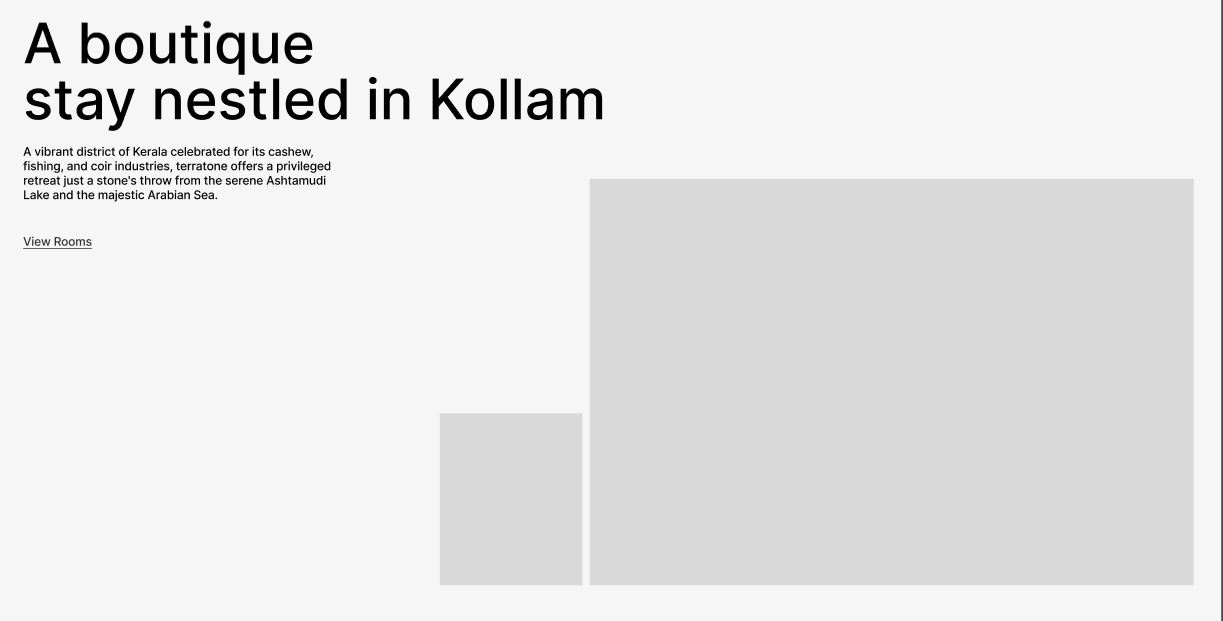 A boutique
stay nestled in Kollam
A vibrant district of Kerala celebrated for its cashew,
fishing, and coir industries, terratone offers a privileged
retreat just a stone's throw from the serene Ashtamudi
Lake and the majestic Arabian Sea.
View Rooms